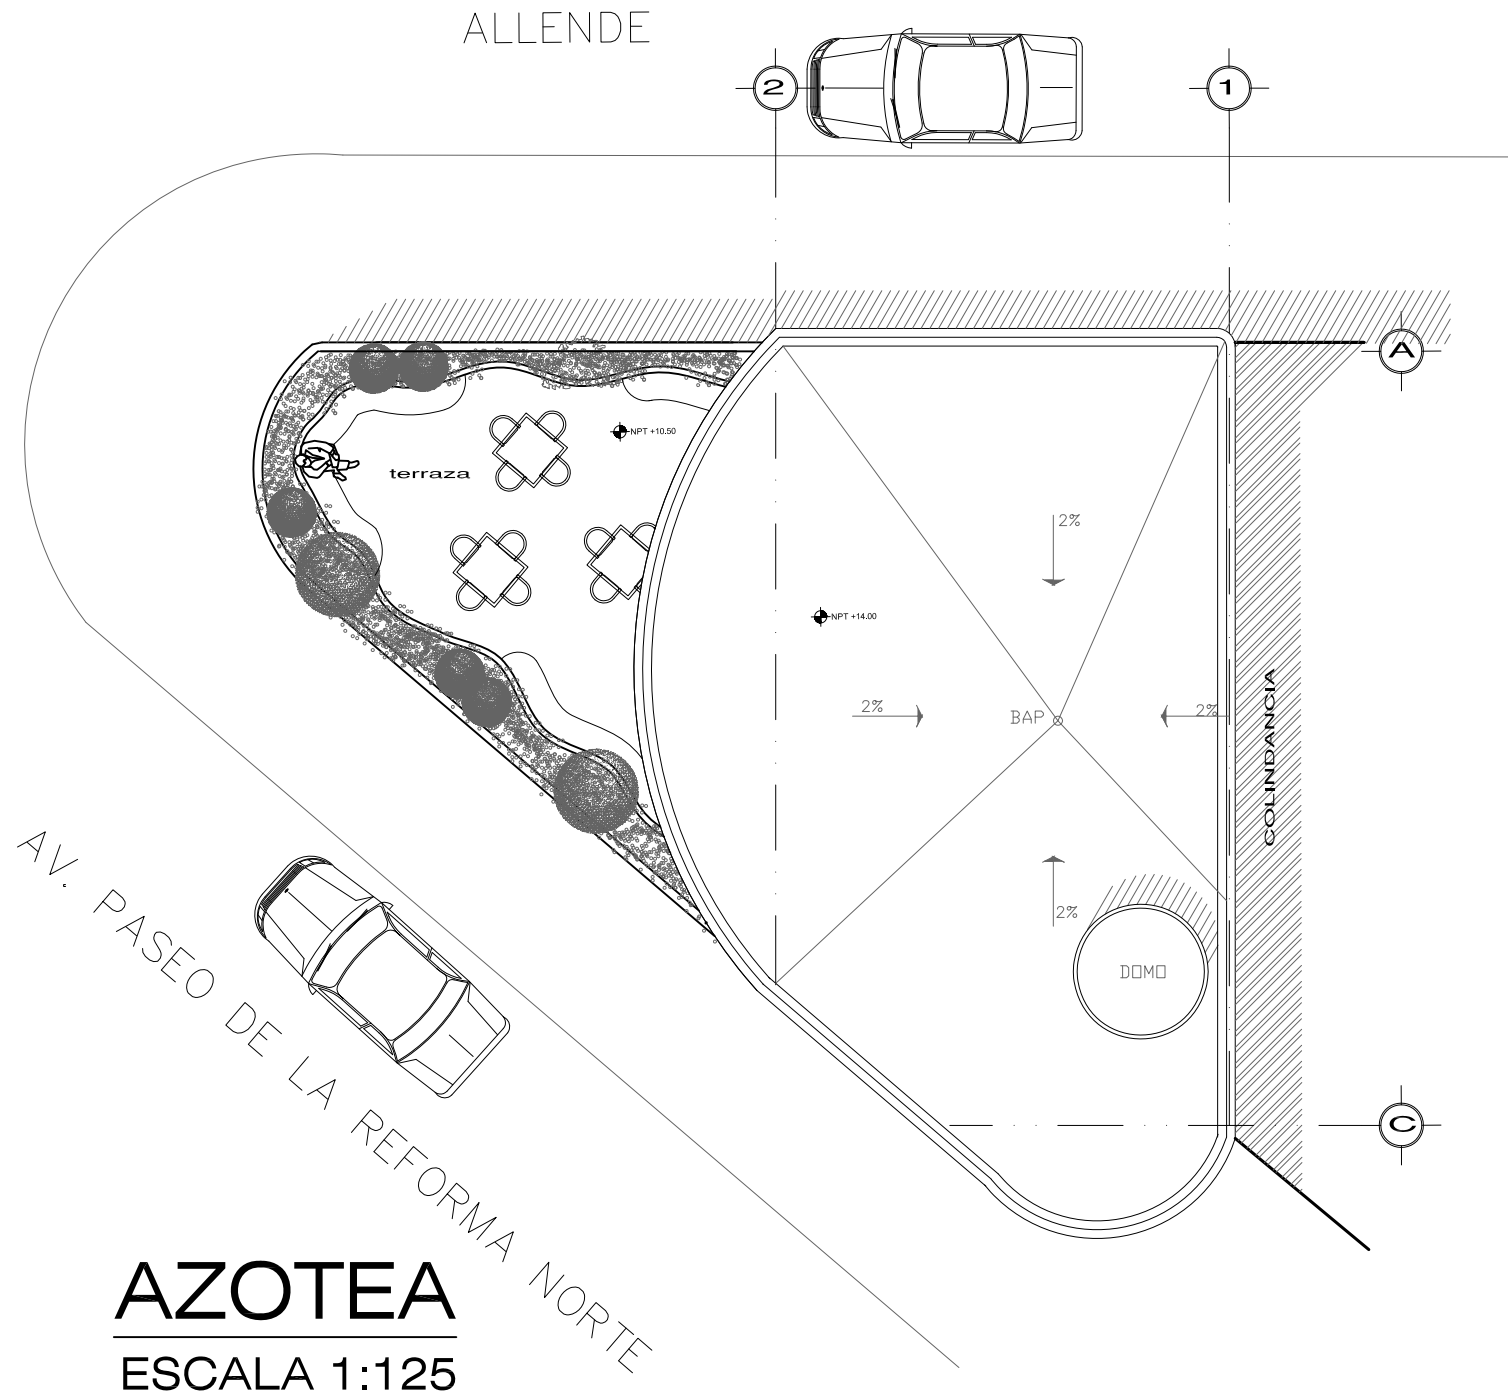 ALLENDE
2
1
A
NPT +10.50
terraza
2%
NPT +14.00
2%
BAP
2%
COLINDANCIA
2%
DOMO
C
AV. PASEO DE LA REFORMA NORTE
AZOTEA
ESCALA 1:125